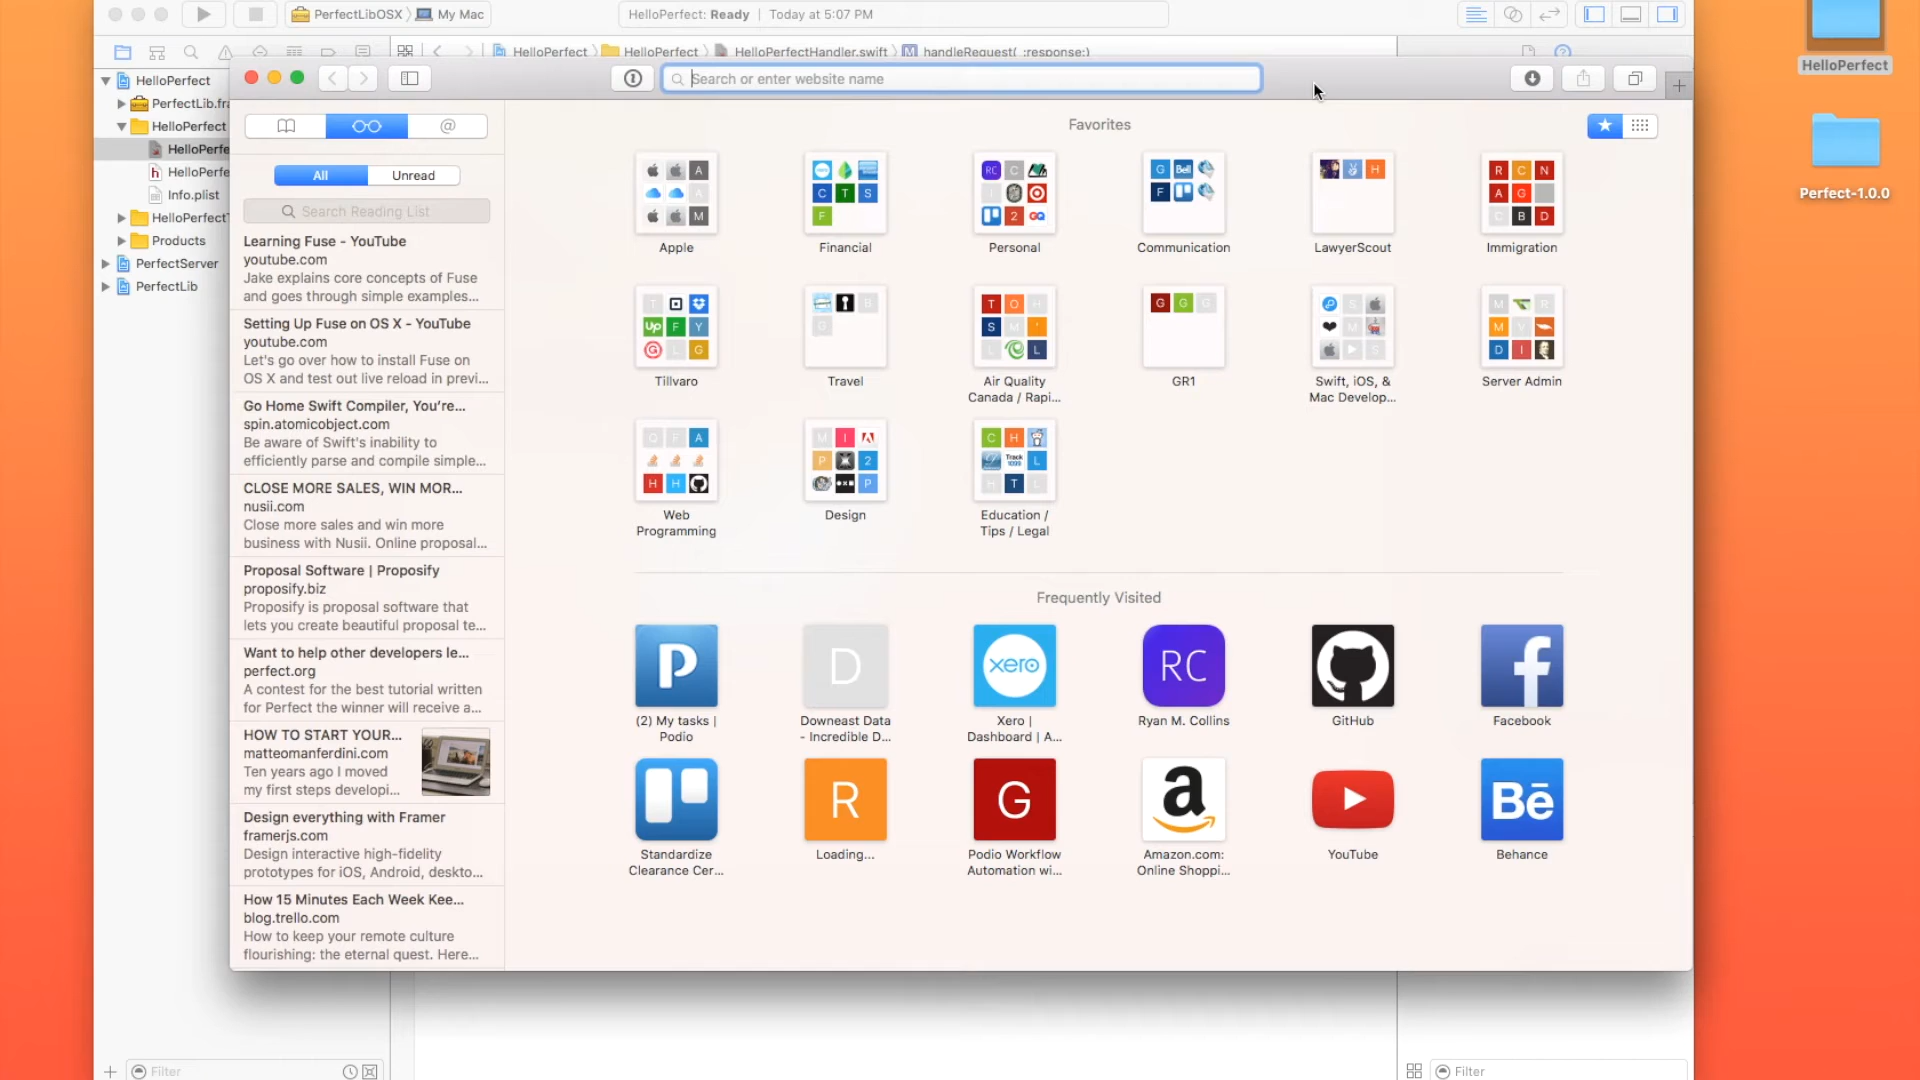 PerfectLibOSX
My Mac
HelloPerfect: Ready
Today at 5:07 PM
HelloPerfect
HelloPerfect
HelloPerfectHandler.swift
M
handleRequest(_:response:)
Search or enter website name
HelloPerfect
Perfect-1.0.0
HelloPerfect
PerfectLib.fra
HelloPerfect
HelloPerfe
h
HelloPerfe
Info.plist
HelloPerfectT
Products
PerfectServer
PerfectLib
@
All
Unread
Search Reading List
Learning Fuse - YouTube
youtube.com
Jake explains core concepts of Fuse
and goes through simple examples...
Setting Up Fuse on OS X - YouTube
youtube.com
Let's go over how to install Fuse on
OS X and test out live reload in previ...
Go Home Swift Compiler, You're...
spin.atomicobject.com
Be aware of Swift's inability to
efficiently parse and compile simple...
CLOSE MORE SALES, WIN MOR...
nusii.com
Close more sales and win more
business with Nusii. Online proposal...
Proposal Software | Proposify
proposify.biz
Proposify is proposal software that
lets you create beautiful proposal te...
Want to help other developers le...
perfect.org
A contest for the best tutorial written
for Perfect the winner will receive a...
HOW TO START YOUR...
matteomanferdini.com
Ten years ago I moved
my first steps developi...
Design everything with Framer
framerjs.com
Design interactive high-fidelity
prototypes for iOS, Android, deskto...
How 15 Minutes Each Week Kee...
blog.trello.com
How to keep your remote culture
flourishing: the eternal quest. Here...
Favorites
Apple
Financial
Personal
Communication
LawyerScout
Immigration
Tillvaro
Travel
Air Quality
Canada / Rapi...
GR1
Swift, iOS, &
Mac Develop...
Server Admin
Web
Programming
Design
Education /
Tips / Legal
Frequently Visited
P
D
xero
RC
f
(2) My tasks |
Podio
Downeast Data
- Incredible D...
Xero |
Dashboard | A...
Ryan M. Collins
GitHub
Facebook
R
G
a
Bē
Standardize
Clearance Cer...
Loading...
Podio Workflow
Automation wi...
Amazon.com:
Online Shoppi...
YouTube
Behance
Filter
Filter